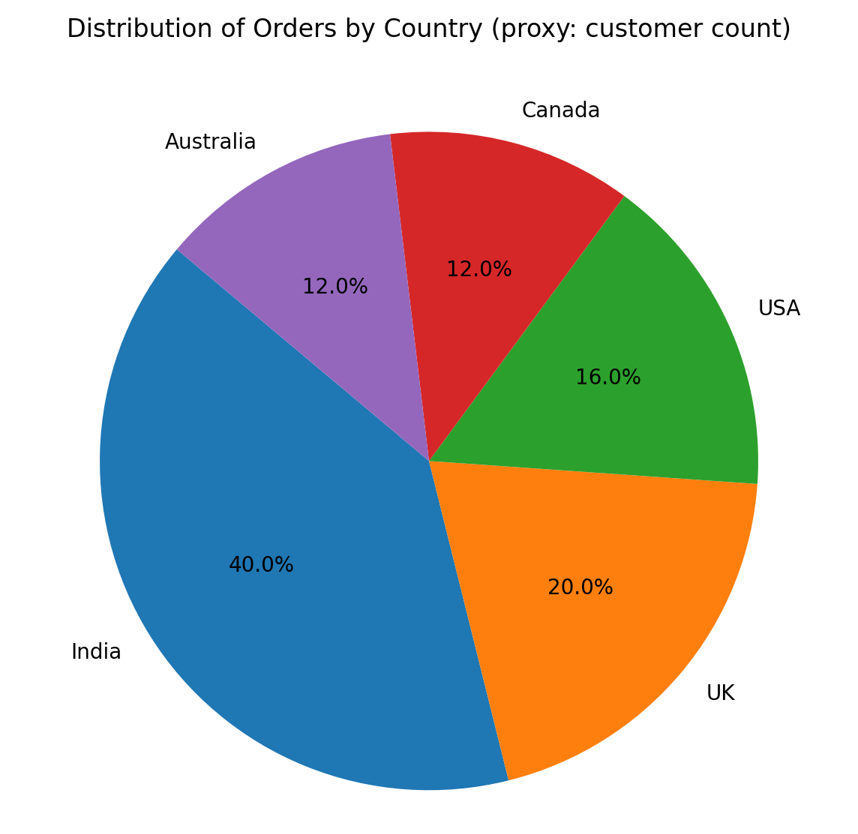 Distribution of Orders by Country (proxy: customer count)
Canada
Australia
12.0%
12.0%
USA
16.0%
40.0%
20.0%
India
UK